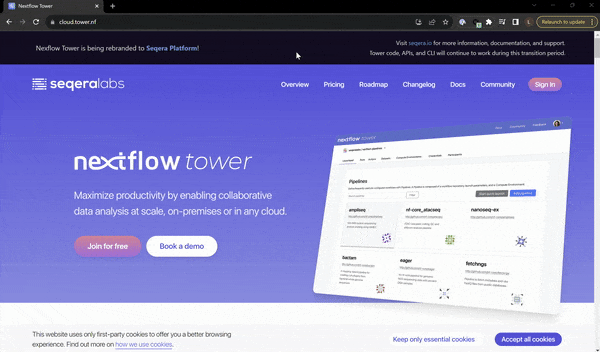 Nextflow Tower
cloud.tower.nf
L
Relaunch to update
Nexflow Tower is being rebranded to Seqera Platform!
Visit seqera.io for more information, documentation, and support.
Tower code, APIs, and CLI will continue to work during this transition period.
seqeralabs
Overview
Pricing
Roadmap
Changelog
Docs
Community
Sign In
nextflow tower
Maximize productivity by enabling collaborative
data analysis at scale, on-premises or in any cloud.
Join for free
Book a demo
nextflow tower
Pipelines
ampliseq
nf-core_atacseq
nanoseq-ex
bactam
eager
fetchngs
This website uses only first-party cookies to offer you a better browsing
experience. Find out more on how we use cookies.
Keep only essential cookies
Accept all cookies